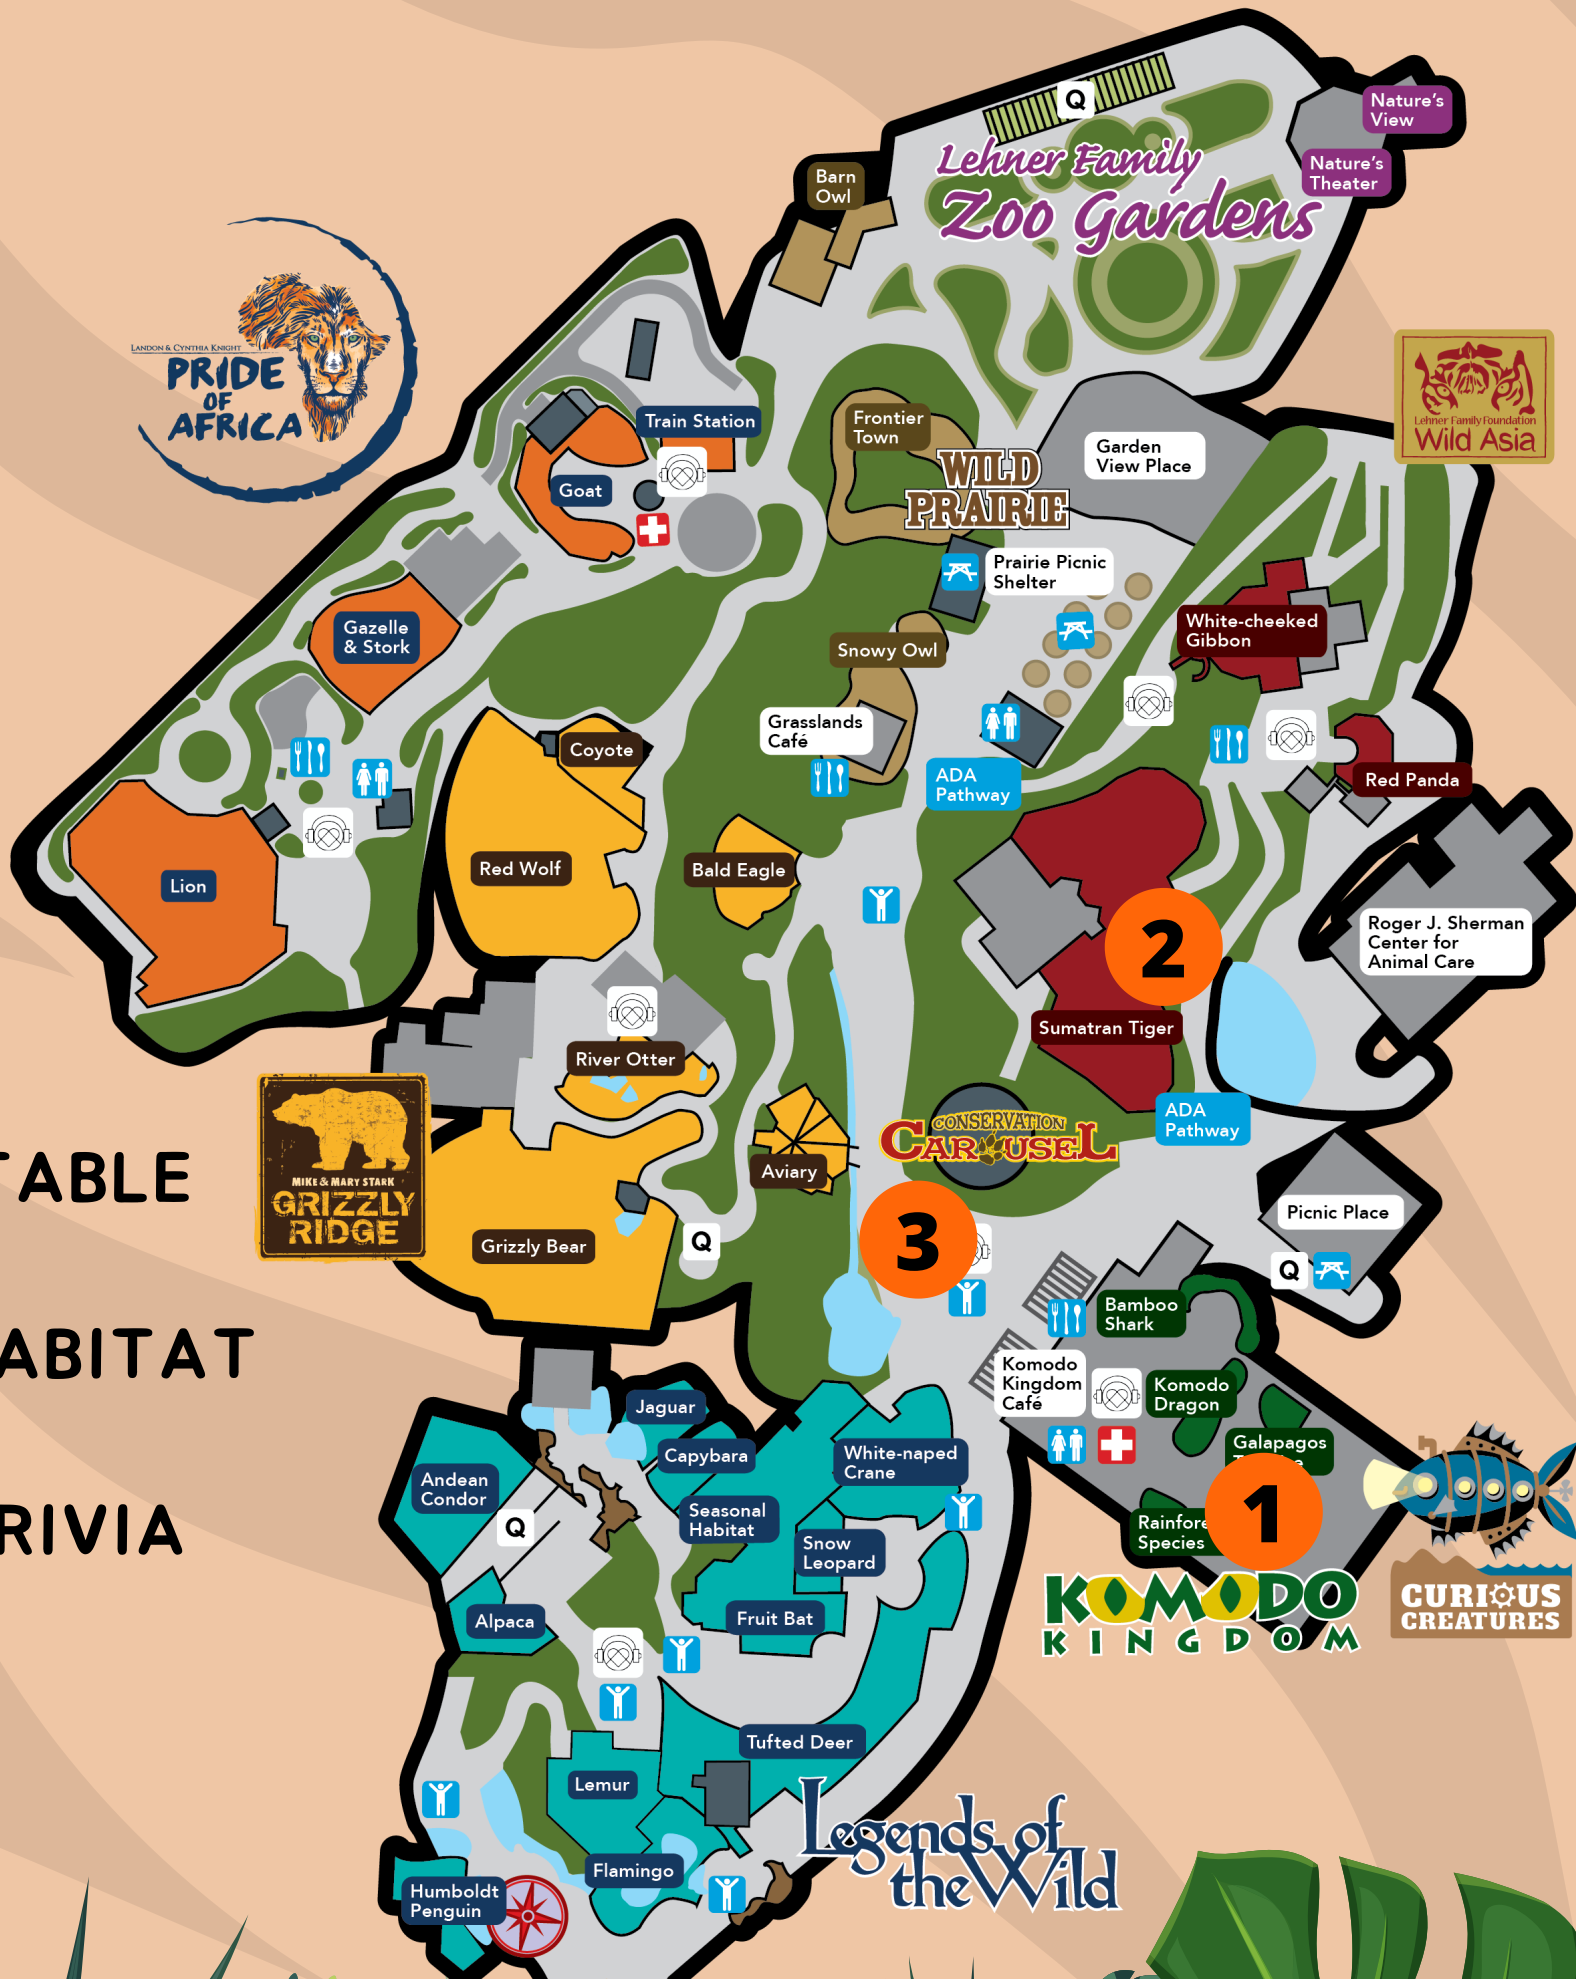 Nature's
View
Nature's
Theater
Q
Lehner Family
Zoo Gardens
Barn
Owl
LANDON & CYNTHIA KNIGHT
PRIDE
OF
AFRICA
Lehner Family Foundation
Wild Asia
Train Station
Goat
Frontier
Town
WILD
PRAIRIE
Garden
View Place
Prairie Picnic
Shelter
Gazelle
& Stork
Snowy Owl
White-cheeked
Gibbon
Grasslands
Café
Coyote
ADA
Pathway
Red Panda
Lion
Red Wolf
Bald Eagle
2
Roger J. Sherman
Center for
Animal Care
Sumatran Tiger
River Otter
ADA
Pathway
CONSERVATION
CAROUSEL
Aviary
MIKE & MARY STARK
GRIZZLY
RIDGE
TABLE
Grizzly Bear
Q
3
Picnic Place
Q
Bamboo
Shark
ABITAT
Komodo
Kingdom
Café
Komodo
Dragon
Jaguar
Capybara
White-naped
Crane
Galapagos
Andean
Condor
Q
Seasonal
Habitat
Snow
Leopard
1
Species
RIVIA
KOMODO
KINGDOM
CURIOUS
CREATURES
Alpaca
Fruit Bat
Tufted Deer
Lemur
Legends of
the Wild
Flamingo
Humboldt
Penguin